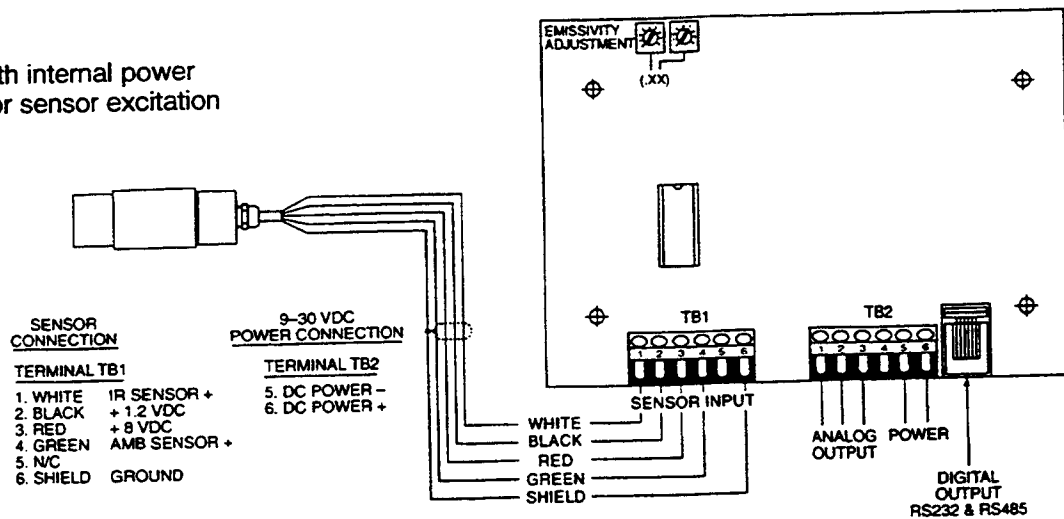 th internal power
or sensor excitation
EMISSIVITY
ADJUSTMENT
(.XX)
SENSOR
CONNECTION
TERMINAL TB1
1. WHITE IR SENSOR +
2. BLACK + 1.2 VDC
3. RED + 8 VDC
4. GREEN AMB SENSOR +
5. N/C
6. SHIELD GROUND
9–30 VDC
POWER CONNECTION
TERMINAL TB2
5. DC POWER –
6. DC POWER +
TB1
1 2 3 4 5 6
SENSOR INPUT
TB2
1 2 3 4 5 6
ANALOG
OUTPUT
POWER
DIGITAL
OUTPUT
RS232 & RS485
WHITE
BLACK
RED
GREEN
SHIELD